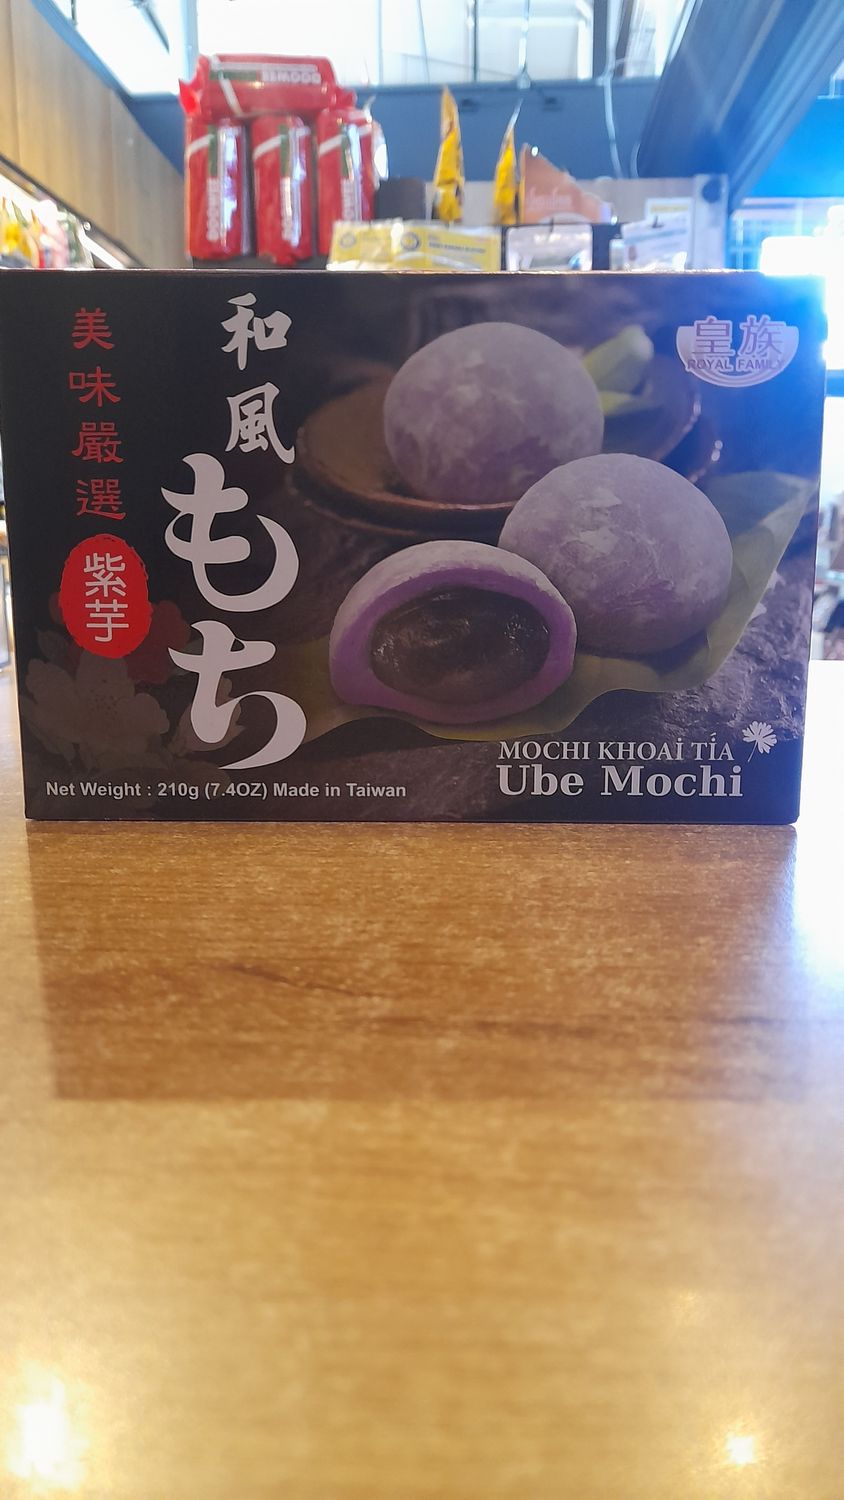 美味嚴選
紫芋
和風
もち
皇族
ROYAL FAMILY
MOCHI KHOAI TÍA
Ube Mochi
Net Weight : 210g (7.4OZ) Made in Taiwan